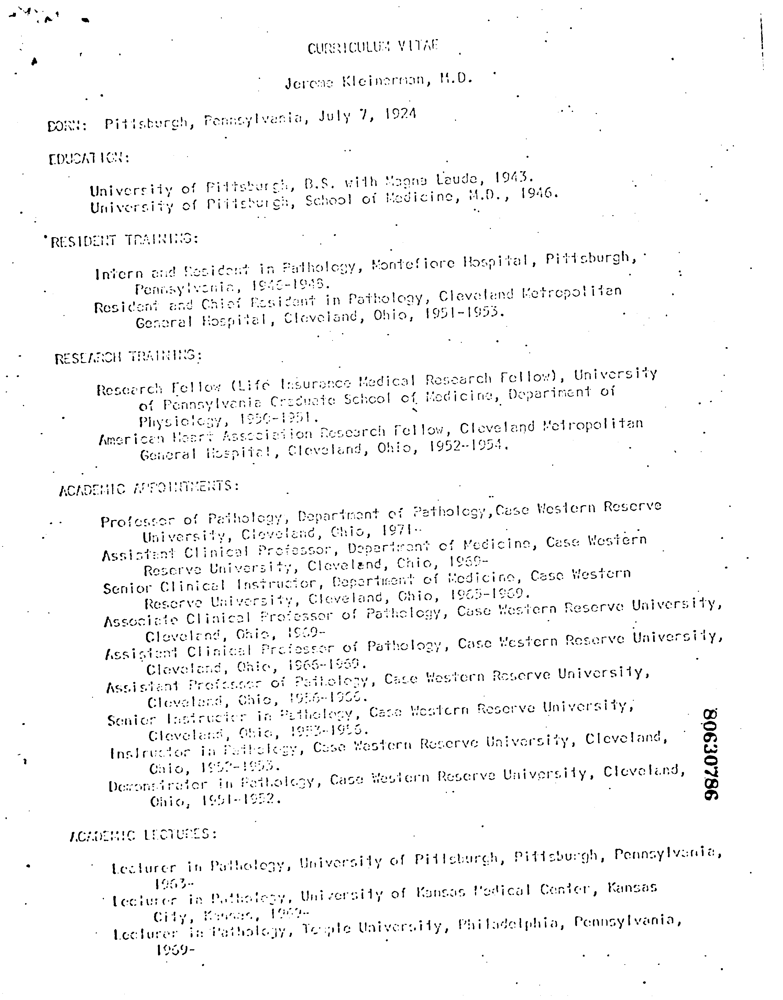 CURRICULUM VITAE
Jerome Kleinerman, M.D.
BORN: Pittsburgh, Pennsylvania, July 7, 1924
EDUCATION:
University of Pittsburgh, B.S. with Magna Laude, 1943.
University of Pittsburgh, School of Medicine, M.D., 1946.
RESIDENT TRAINING:
Intern and Resident in Pathology, Montefiore Hospital, Pittsburgh,
Pennsylvania, 1946-1948.
Resident and Chief Resident in Pathology, Cleveland Metropolitan
General Hospital, Cleveland, Ohio, 1951-1953.
RESEARCH TRAINING:
Research Fellow (Life Insurance Medical Research Fellow), University
of Pennsylvania Graduate School of Medicine, Department of
Physiology, 1950-1951.
American Heart Association Research Fellow, Cleveland Metropolitan
General Hospital, Cleveland, Ohio, 1952-1954.
ACADEMIC APPOINTMENTS:
Professor of Pathology, Department of Pathology, Case Western Reserve
University, Cleveland, Ohio, 1971-
Assistant Clinical Professor, Department of Medicine, Case Western
Reserve University, Cleveland, Ohio, 1969-
Senior Clinical Instructor, Department of Medicine, Case Western
Reserve University, Cleveland, Ohio, 1965-1969.
Associate Clinical Professor of Pathology, Case Western Reserve University,
Cleveland, Ohio, 1969-
Assistant Clinical Professor of Pathology, Case Western Reserve University,
Cleveland, Ohio, 1966-1969.
Assistant Professor of Pathology, Case Western Reserve University,
Cleveland, Ohio, 1956-1966.
Senior Instructor in Pathology, Case Western Reserve University,
Cleveland, Ohio, 1953-1956.
Instructor in Pathology, Case Western Reserve University, Cleveland,
Ohio, 1952-1953.
Demonstrator in Pathology, Case Western Reserve University, Cleveland,
Ohio, 1951-1952.
ACADEMIC LECTURES:
Lecturer in Pathology, University of Pittsburgh, Pittsburgh, Pennsylvania,
1963-
Lecturer in Pathology, University of Kansas Medical Center, Kansas
City, Kansas,
Lecturer in Pathology, Temple University, Philadelphia, Pennsylvania,
1969-
80630786